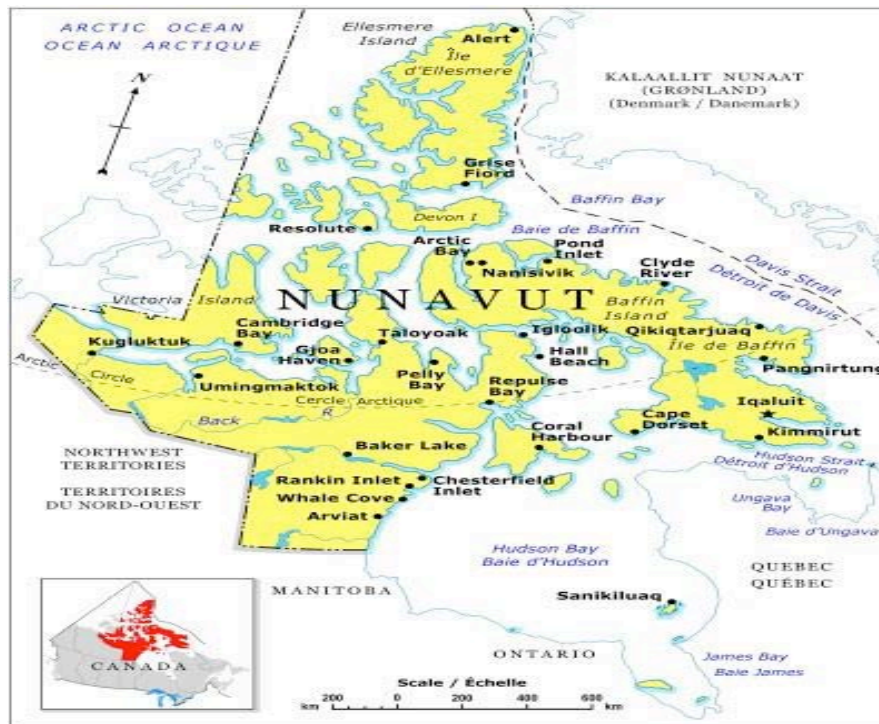 ARCTIC OCEAN
OCEAN ARCTIQUE
Ellesmere
Island
Alert
Île
d'Ellesmere
KALAALLIT NUNAAT
(GRØNLAND)
(Denmark / Danemark)
N
Grise
Fiord
Baffin Bay
Baie de Baffin
Devon I
Resolute
Arctic
Bay
Nanisivik
Pond
Inlet
Clyde
River
Davis Strait
Détroit de Davis
Victoria
Island
NUNAVUT
Baffin
Island
Île de Baffin
Qikiqtarjuaq
Kugluktuk
Cambridge
Bay
Taloyoak
Igloolik
Gjoa
Haven
Hall
Beach
Pangnirtung
Arctic
Circle
Umingmaktok
Pelly
Bay
Cercle Arctique
Repulse
Bay
Iqaluit
Back
R
Cape
Dorset
Kimmirut
Coral
Harbour
Baker Lake
NORTHWEST
TERRITORIES
TERRITOIRES
DU NORD-OUEST
Rankin Inlet
Chesterfield
Inlet
Whale Cove
Arviat
Hudson Strait
Détroit d'Hudson
Ungava
Bay
Baie d'Ungava
Hudson Bay
Baie d'Hudson
QUEBEC
QUÉBEC
MANITOBA
Sanikiluaq
CANADA
ONTARIO
James Bay
Baie James
Scale / Échelle
200 0 200 400 600
km km